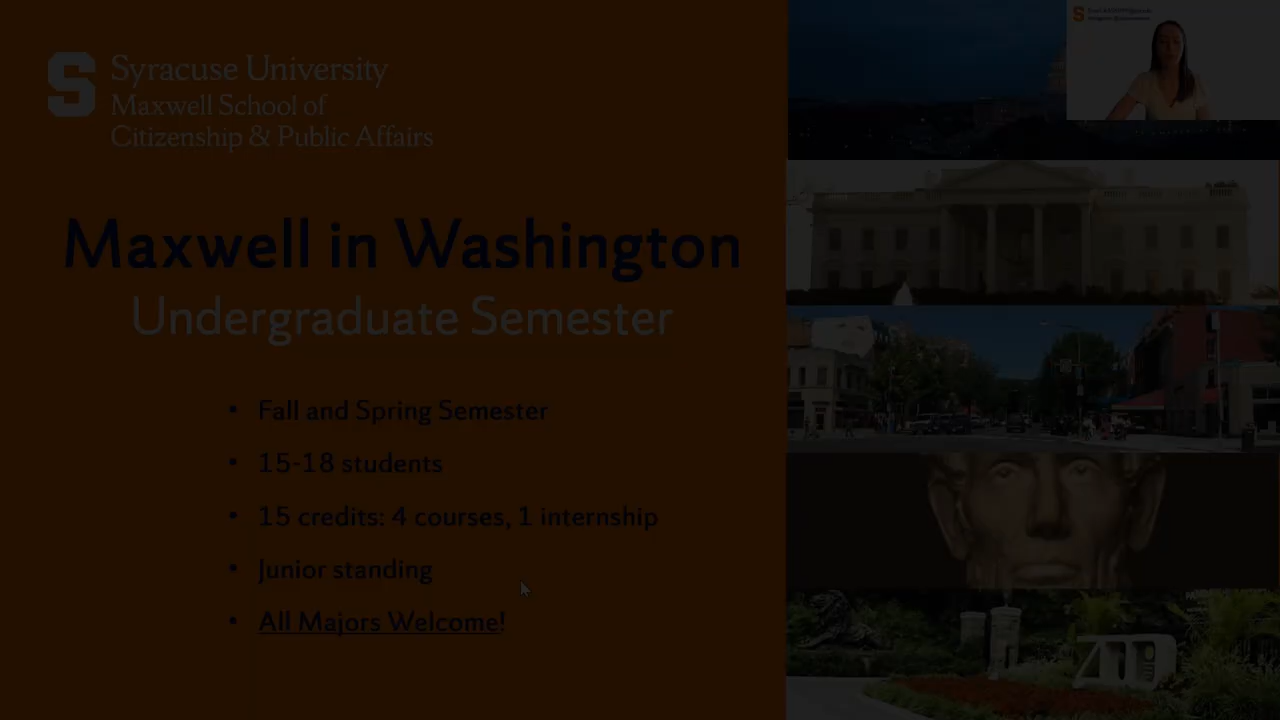 S
Syracuse University
Maxwell School of
Citizenship & Public Affairs
Maxwell in Washington
Undergraduate Semester
• Fall and Spring Semester
• 15-18 students
• 15 credits: 4 courses, 1 internship
• Junior standing
• All Majors Welcome!